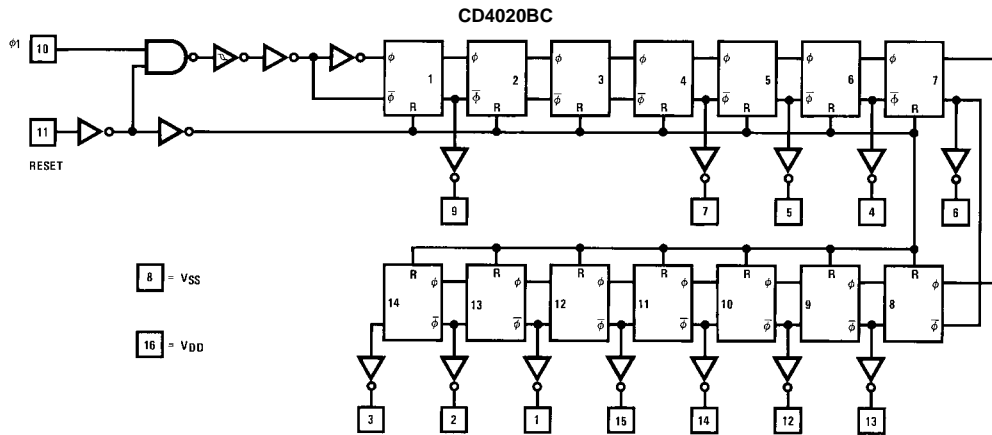 CD4020BC
ϕ1 10 ϕ ϕ ϕ ϕ ϕ ϕ ϕ
1 2 3 4 5 6 7
ϕ̅ ϕ̅ ϕ̅ ϕ̅ ϕ̅ ϕ̅ ϕ̅
R R R R R R R
11
RESET
9 7 5 4 6
R R R R R R R
8 = VSS
ϕ ϕ ϕ ϕ ϕ ϕ ϕ
14 13 12 11 10 9 8
ϕ̅ ϕ̅ ϕ̅ ϕ̅ ϕ̅ ϕ̅ ϕ̅
16 = VDD
3 2 1 15 14 12 13